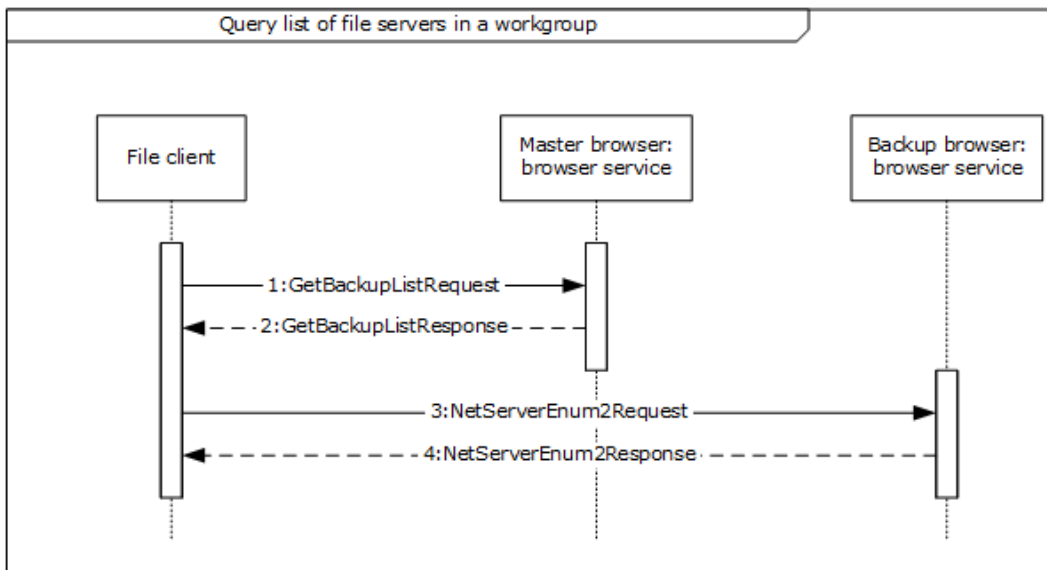 Query list of file servers in a workgroup
File client
Master browser:
browser service
Backup browser:
browser service
1:GetBackupListRequest
2:GetBackupListResponse
3:NetServerEnum2Request
4:NetServerEnum2Response